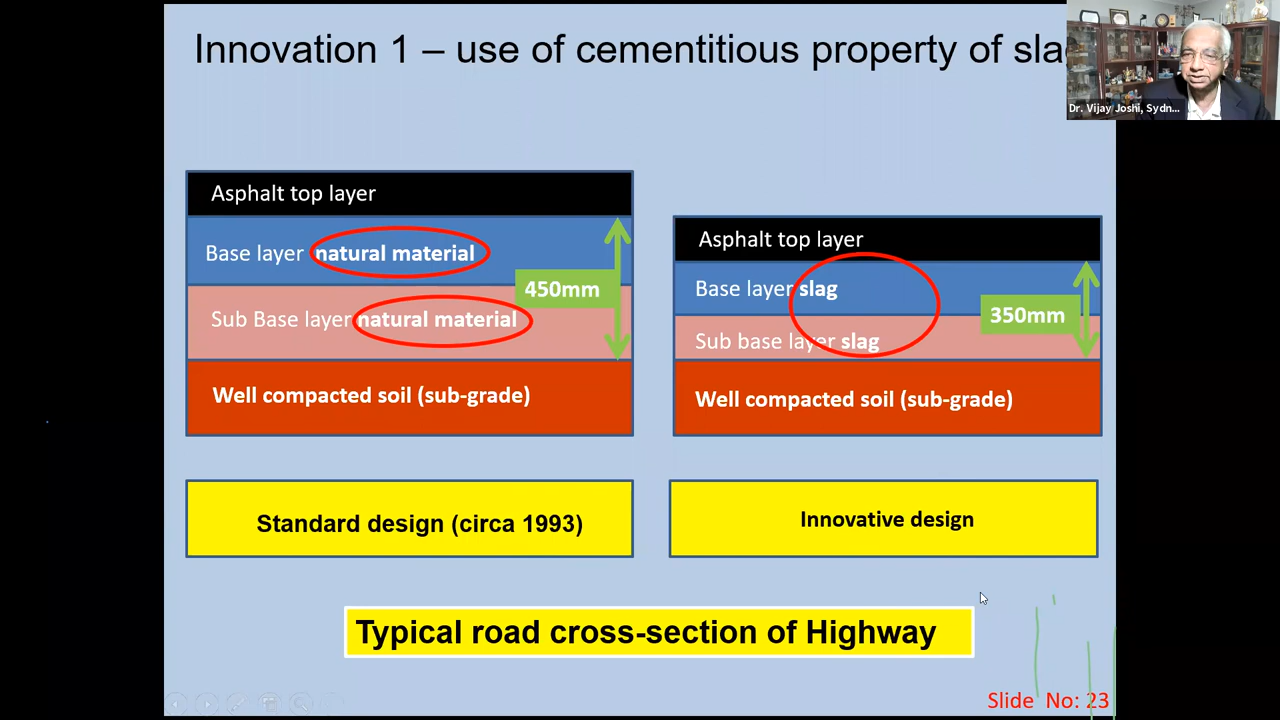 Innovation 1 – use of cementitious property of sla
Dr. Vijay Joshi, Sydn...
Asphalt top layer
Base layer natural material
450mm
Sub Base layer natural material
Well compacted soil (sub-grade)
Asphalt top layer
Base layer slag
350mm
Sub base layer slag
Well compacted soil (sub-grade)
Standard design (circa 1993)
Innovative design
Typical road cross-section of Highway
Slide No: 23